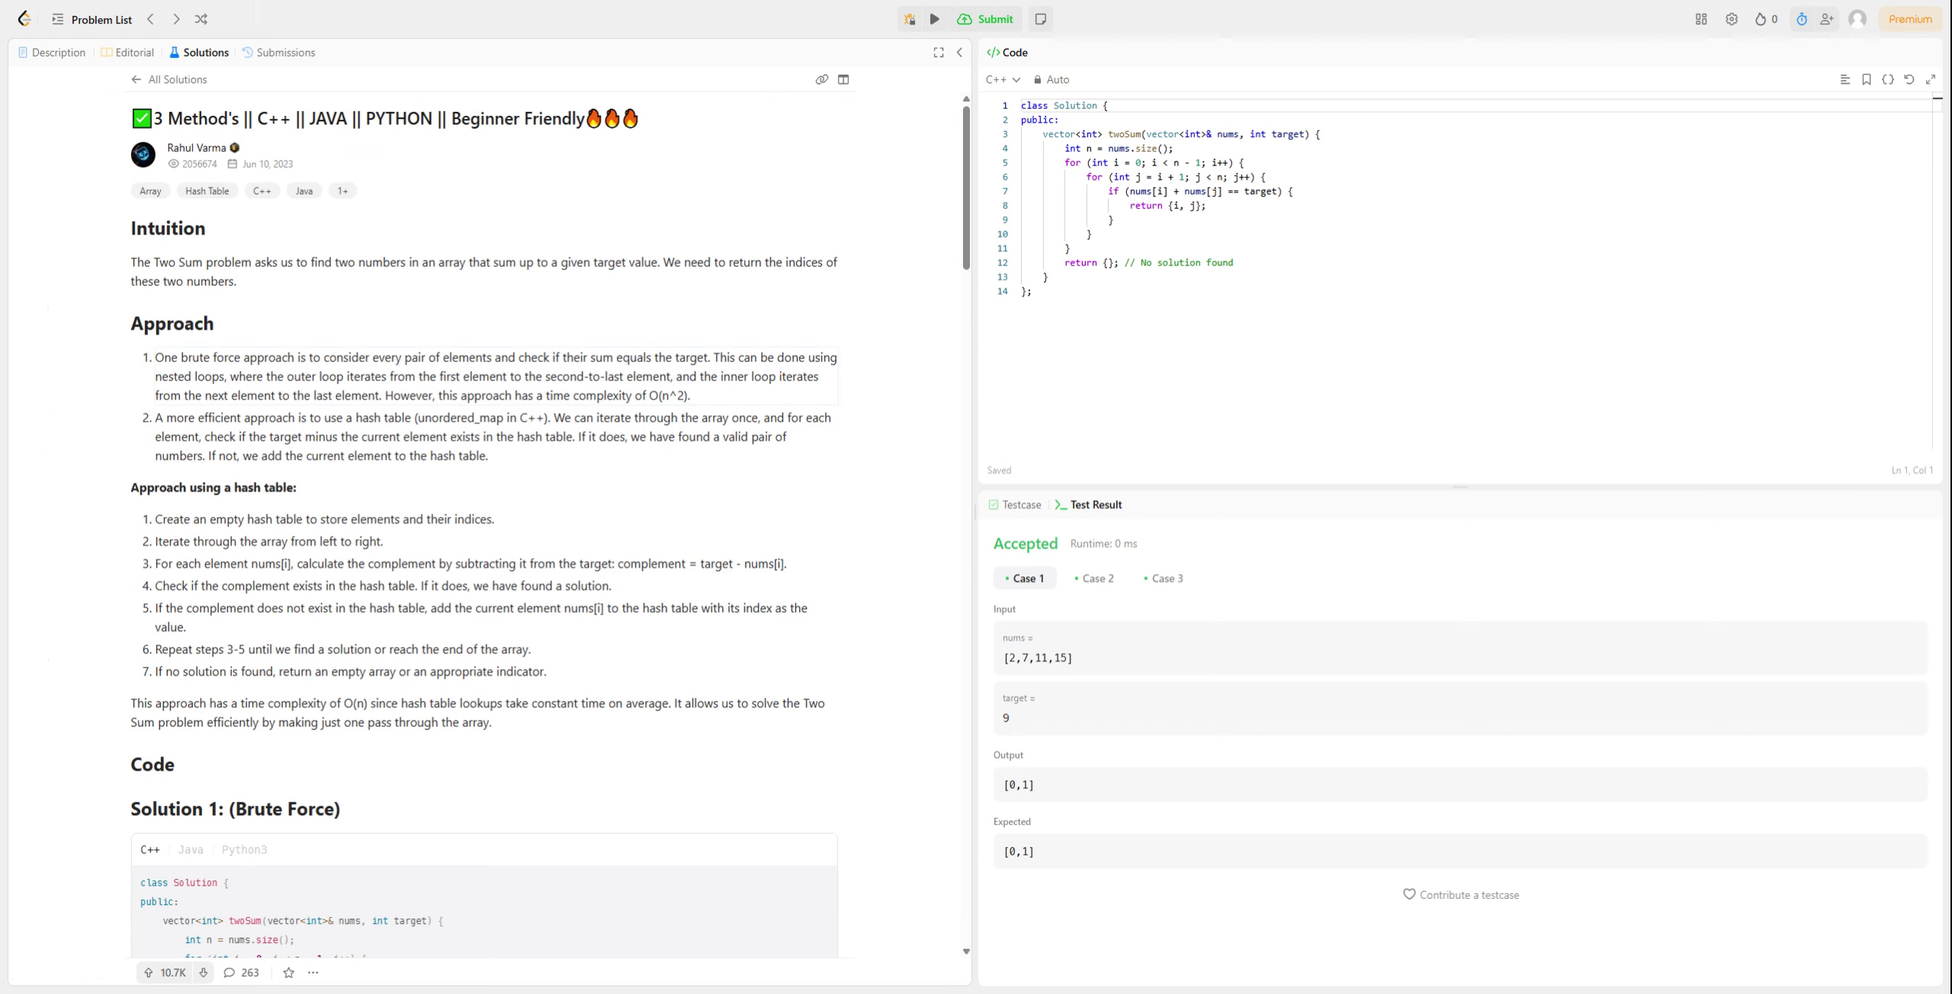 Problem List
Submit
0
Premium
Description
Editorial
Solutions
Submissions
All Solutions
✅3 Method's || C++ || JAVA || PYTHON || Beginner Friendly🔥🔥🔥
Rahul Varma
2056674 Jun 10, 2023
Array Hash Table C++ Java 1+
Intuition
The Two Sum problem asks us to find two numbers in an array that sum up to a given target value. We need to return the indices of
these two numbers.
Approach
1. One brute force approach is to consider every pair of elements and check if their sum equals the target. This can be done using
nested loops, where the outer loop iterates from the first element to the second-to-last element, and the inner loop iterates
from the next element to the last element. However, this approach has a time complexity of O(n^2).
2. A more efficient approach is to use a hash table (unordered_map in C++). We can iterate through the array once, and for each
element, check if the target minus the current element exists in the hash table. If it does, we have found a valid pair of
numbers. If not, we add the current element to the hash table.
Approach using a hash table:
1. Create an empty hash table to store elements and their indices.
2. Iterate through the array from left to right.
3. For each element nums[i], calculate the complement by subtracting it from the target: complement = target - nums[i].
4. Check if the complement exists in the hash table. If it does, we have found a solution.
5. If the complement does not exist in the hash table, add the current element nums[i] to the hash table with its index as the
value.
6. Repeat steps 3-5 until we find a solution or reach the end of the array.
7. If no solution is found, return an empty array or an appropriate indicator.
This approach has a time complexity of O(n) since hash table lookups take constant time on average. It allows us to solve the Two
Sum problem efficiently by making just one pass through the array.
Code
Solution 1: (Brute Force)
C++ Java Python3
class Solution {
public:
    vector<int> twoSum(vector<int>& nums, int target) {
        int n = nums.size();
10.7K 263
</> Code
C++ Auto
1 class Solution {
2 public:
3     vector<int> twoSum(vector<int>& nums, int target) {
4         int n = nums.size();
5         for (int i = 0; i < n - 1; i++) {
6             for (int j = i + 1; j < n; j++) {
7                 if (nums[i] + nums[j] == target) {
8                     return {i, j};
9                 }
10             }
11         }
12         return {}; // No solution found
13     }
14 };
Saved Ln 1, Col 1
Testcase >_ Test Result
Accepted Runtime: 0 ms
• Case 1 • Case 2 • Case 3
Input
nums =
[2,7,11,15]
target =
9
Output
[0,1]
Expected
[0,1]
Contribute a testcase